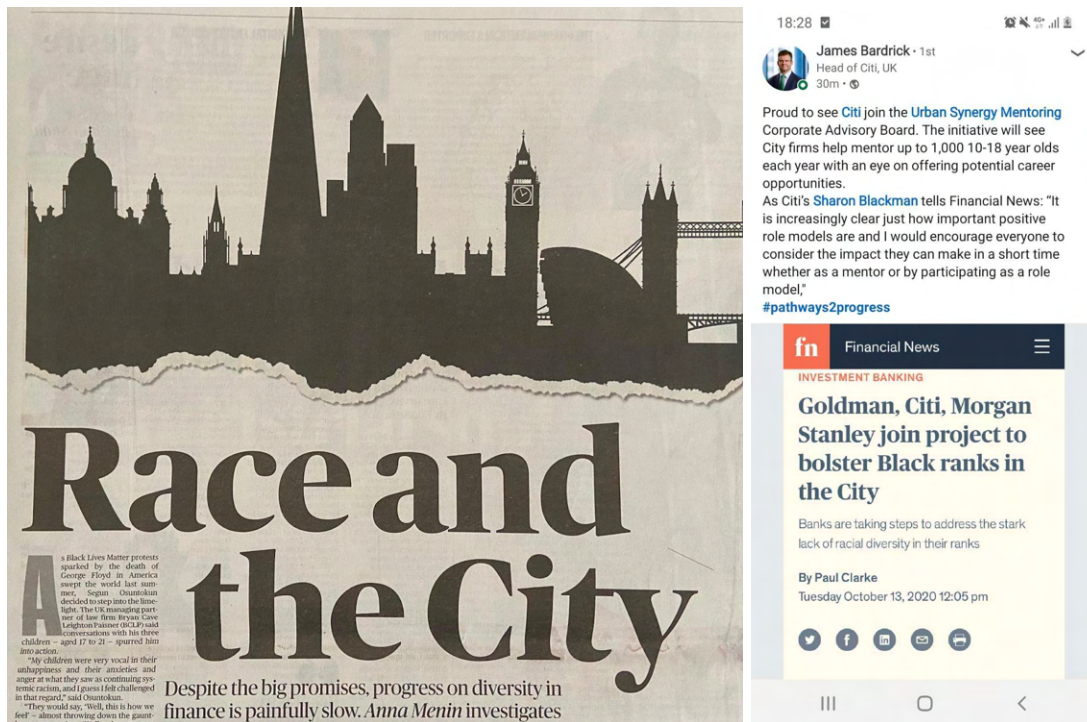 Race and
the City
Despite the big promises, progress on diversity in
finance is painfully slow. Anna Menin investigates
As Black Lives Matter protests
sparked by the death of
George Floyd in America
swept the world last sum-
mer, Segun Osuntokun
decided to step into the lime-
light. The UK managing part-
ner of law firm Bryan Cave
Leighton Paisner (BCLP) said
conversations with his three
children – aged 17 to 21 – spurred him
into action.
"My children were very vocal in their
unhappiness and their anxieties and
anger at what they saw as continuing sys-
temic racism, and I guess I felt challenged
in that regard," said Osuntokun.
"They would say, 'Well, this is how we
feel' – almost throwing down the gaunt-
18:28
James Bardrick · 1st
Head of Citi, UK
30m ·
Proud to see Citi join the Urban Synergy Mentoring
Corporate Advisory Board. The initiative will see
City firms help mentor up to 1,000 10-18 year olds
each year with an eye on offering potential career
opportunities.
As Citi's Sharon Blackman tells Financial News: "It
is increasingly clear just how important positive
role models are and I would encourage everyone to
consider the impact they can make in a short time
whether as a mentor or by participating as a role
model,"
#pathways2progress
fn Financial News
INVESTMENT BANKING
Goldman, Citi, Morgan
Stanley join project to
bolster Black ranks in
the City
Banks are taking steps to address the stark
lack of racial diversity in their ranks
By Paul Clarke
Tuesday October 13, 2020 12:05 pm